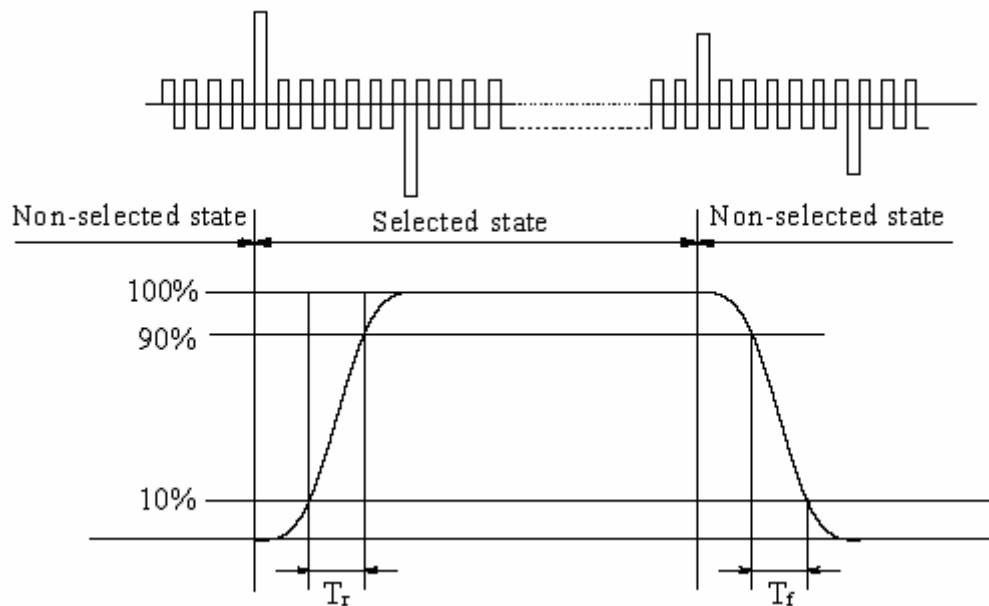 Non-selected state
Selected state
Non-selected state
100%
90%
10%
Tr
Tf